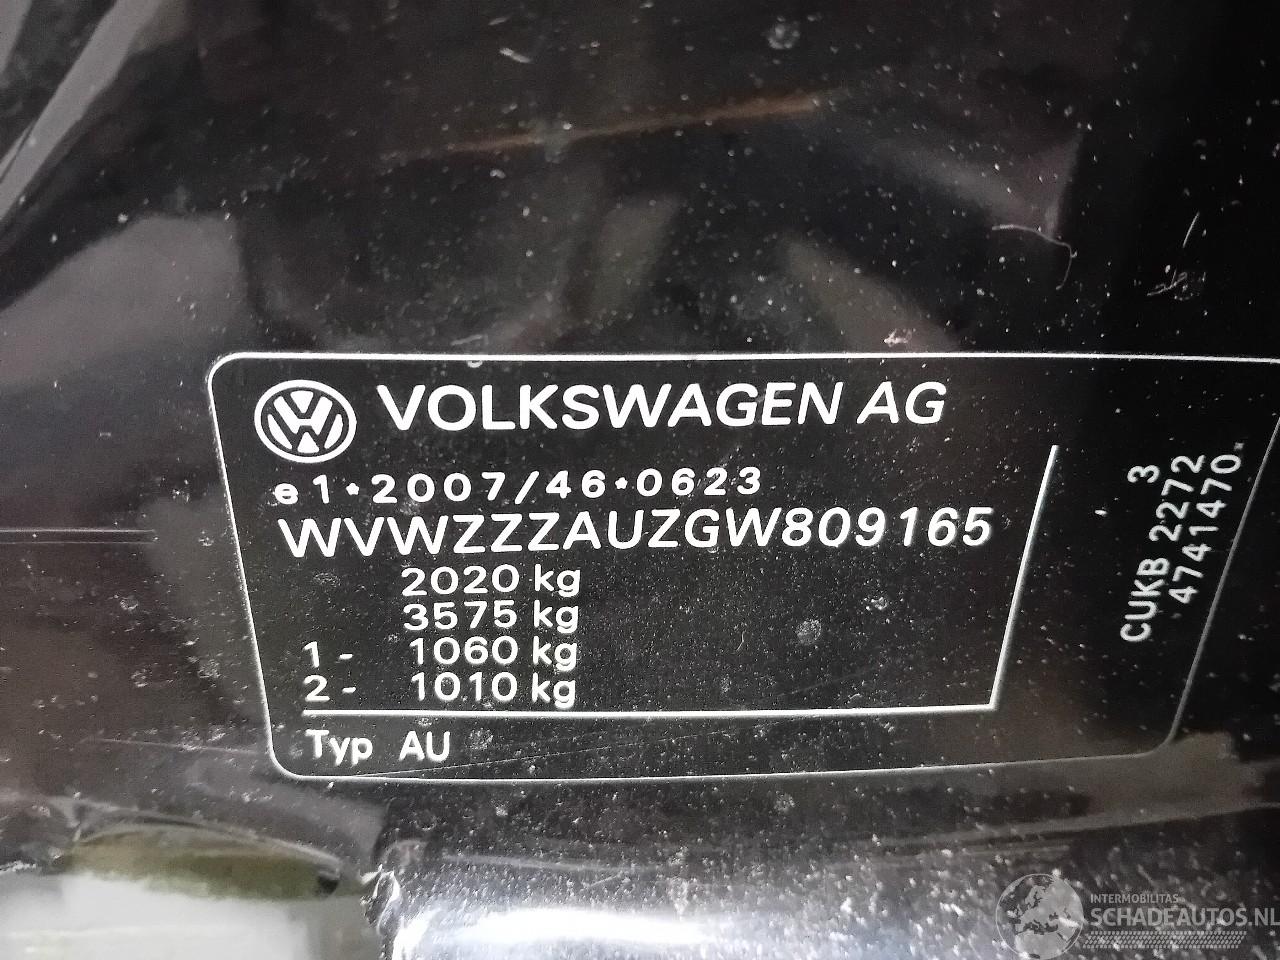 VOLKSWAGEN AG
e1*2007/46*0623
WVWZZZAUZGW809165
2020 kg
3575 kg
1 - 1060 kg
2 - 1010 kg
Typ AU
3
CUKB 2272
4741470
INTERMOBILITAS
SCHADEAUTOS.NL